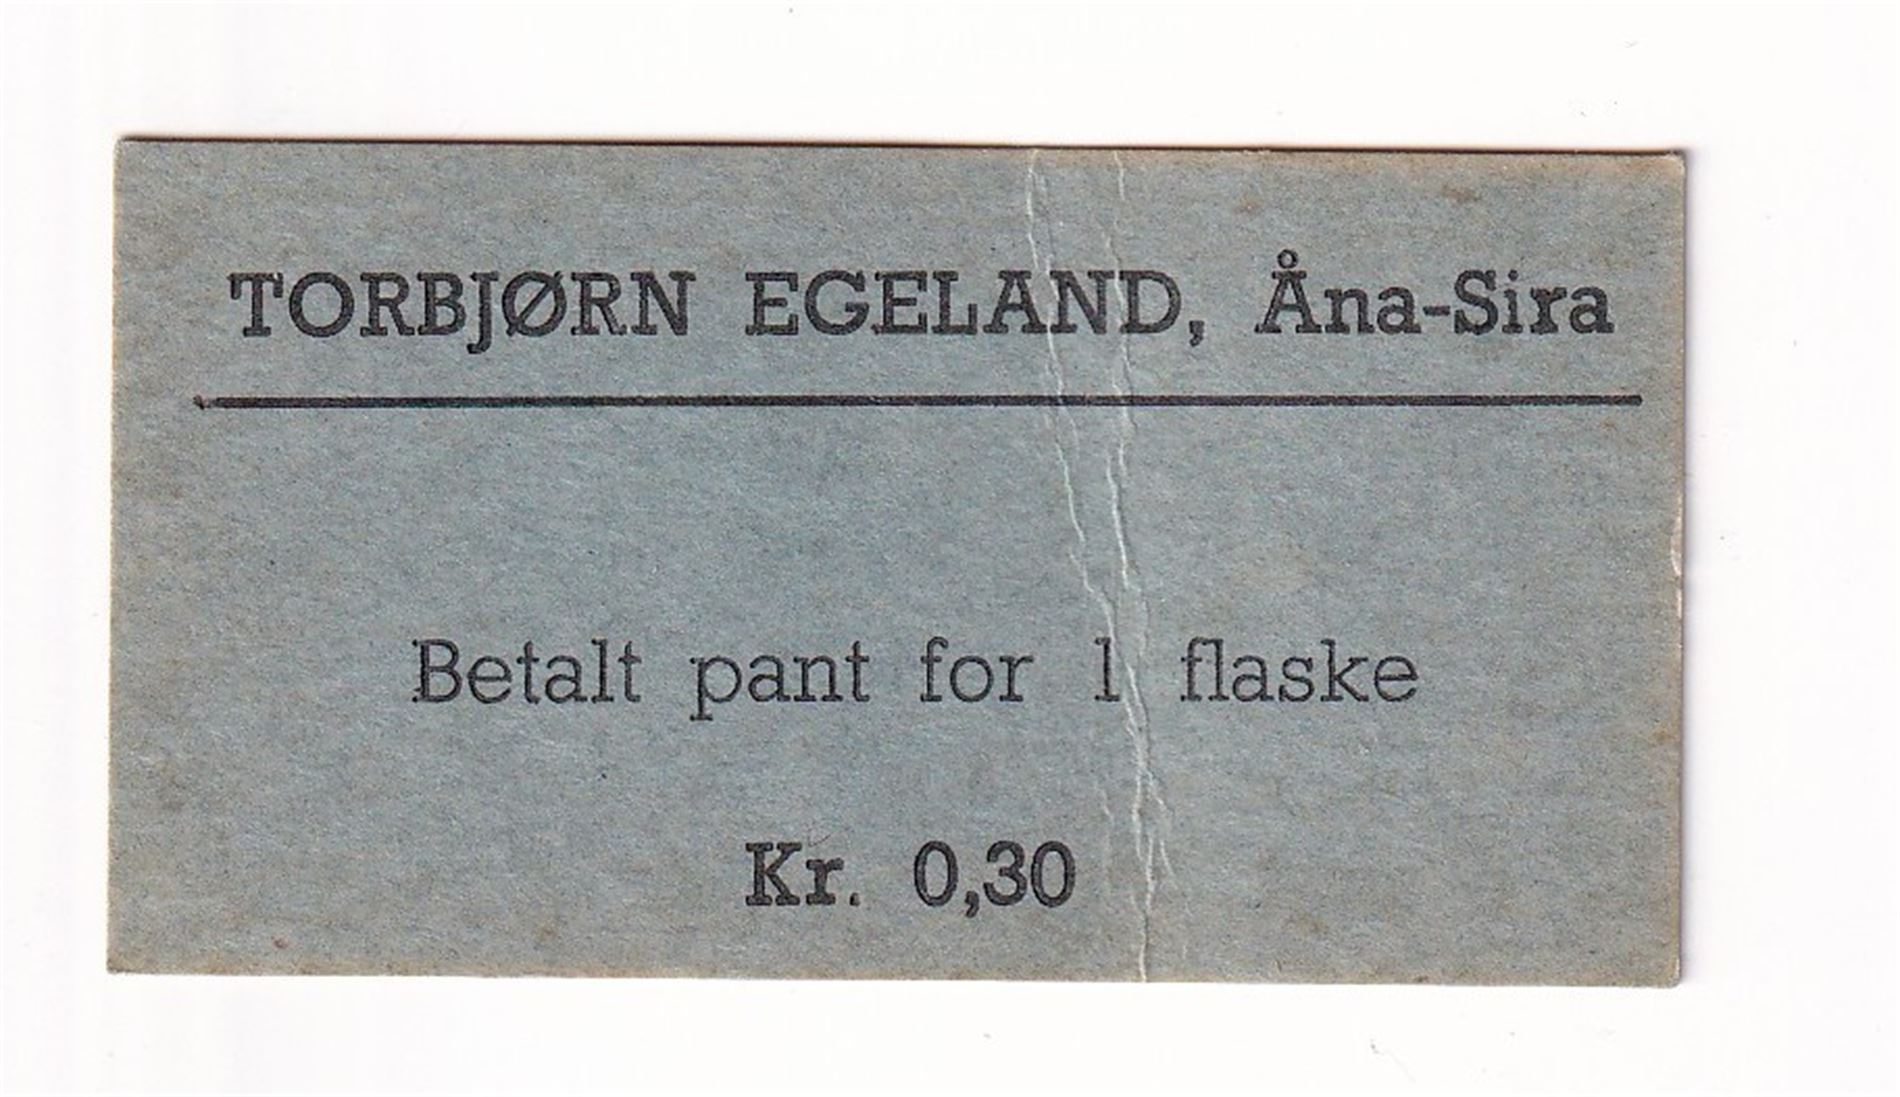 TORBJØRN EGELAND, Åna-Sira
Betalt pant for 1 flaske
Kr. 0,30